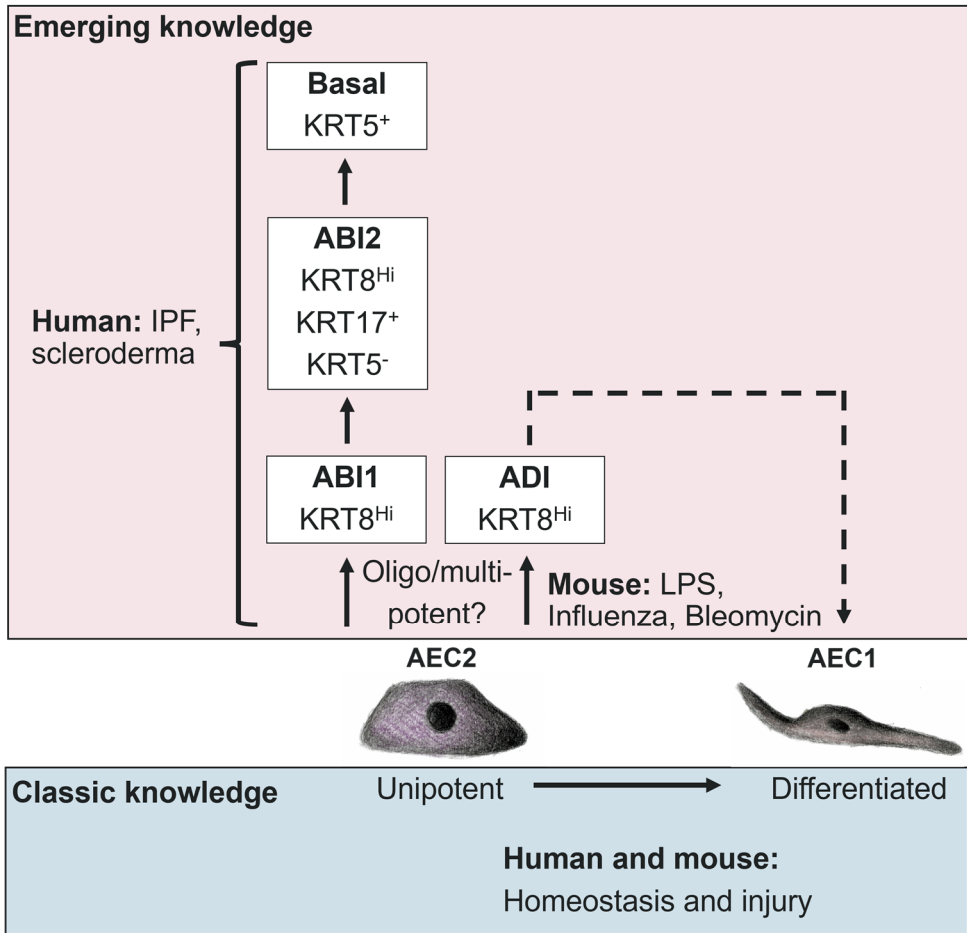 Emerging knowledge
Basal
KRT5⁺
ABI2
KRT8ᴴⁱ
KRT17⁺
KRT5⁻
Human: IPF,
scleroderma
ABI1
KRT8ᴴⁱ
ADI
KRT8ᴴⁱ
Oligo/multi-
potent?
Mouse: LPS,
Influenza, Bleomycin
AEC2
AEC1
Classic knowledge
Unipotent
Differentiated
Human and mouse:
Homeostasis and injury